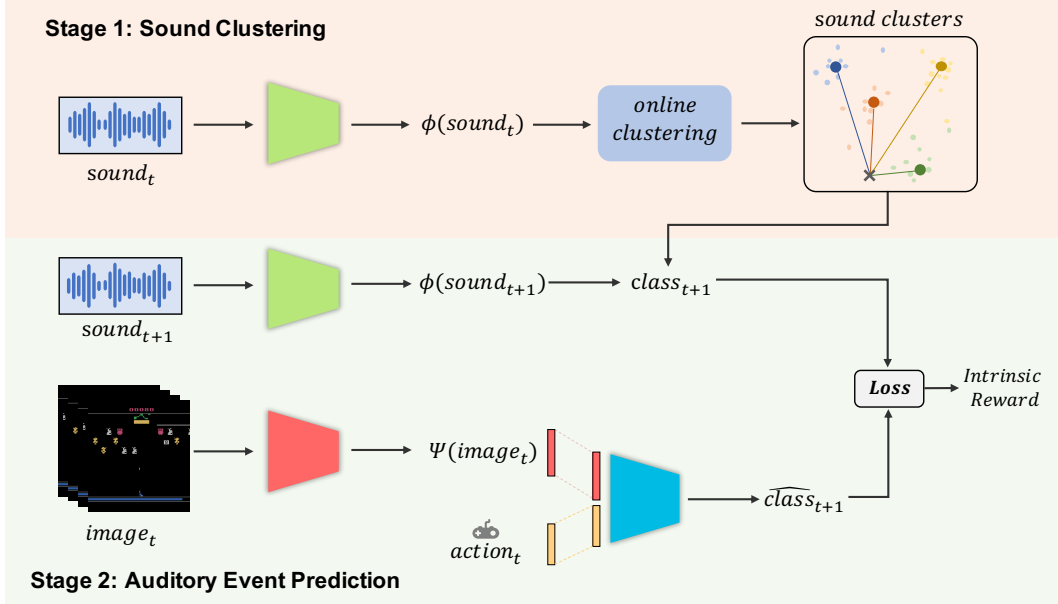 Stage 1: Sound Clustering
sound clusters
sound_t
ϕ(sound_t)
online
clustering
sound_{t+1}
ϕ(sound_{t+1})
class_{t+1}
Loss
Intrinsic
Reward
image_t
Ψ(image_t)
action_t
\widehat{class}_{t+1}
Stage 2: Auditory Event Prediction